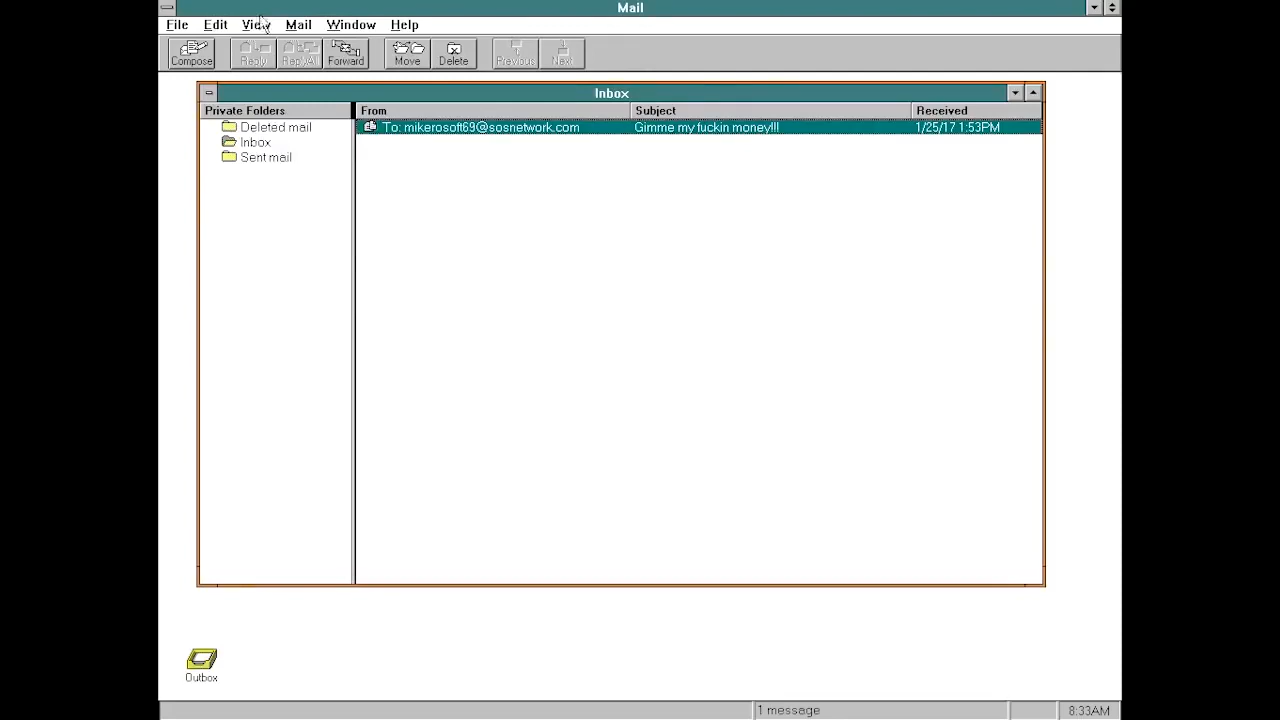 Mail
File Edit View Mail Window Help
Compose Reply Reply All Forward Move Delete Previous Next
Inbox
Private Folders From Subject Received
Deleted mail To: mikerosoft69@sosnetwork.com Gimme my fuckin money!!! 1/25/17 1:53PM
Inbox
Sent mail
Outbox
1 message 8:33AM